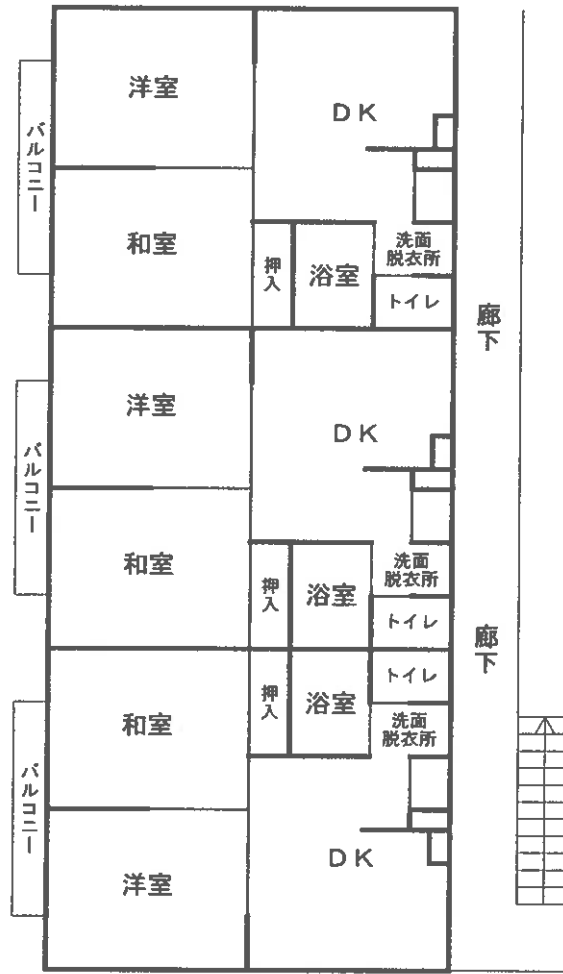 洋室
DK
バルコニー
和室
押入
浴室
洗面
脱衣所
トイレ
廊下
洋室
DK
バルコニー
和室
押入
浴室
洗面
脱衣所
トイレ
廊下
和室
押入
浴室
トイレ
洗面
脱衣所
バルコニー
洋室
DK